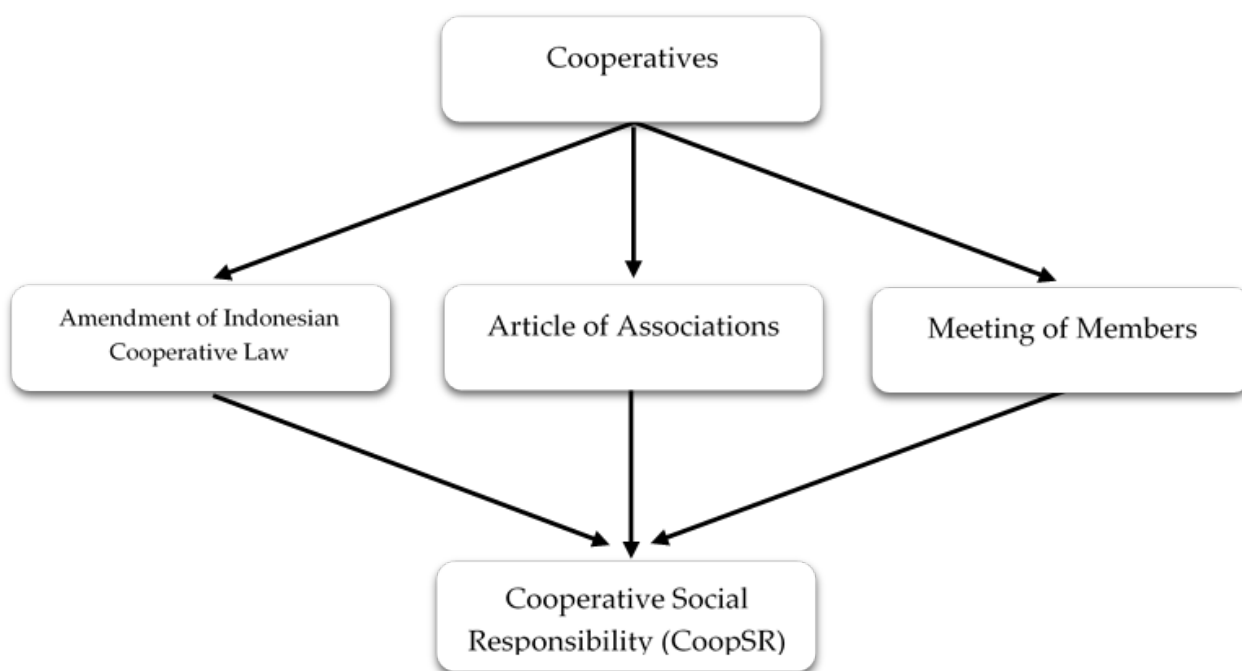 Cooperatives
Amendment of Indonesian
Cooperative Law
Article of Associations
Meeting of Members
Cooperative Social
Responsibility (CoopSR)